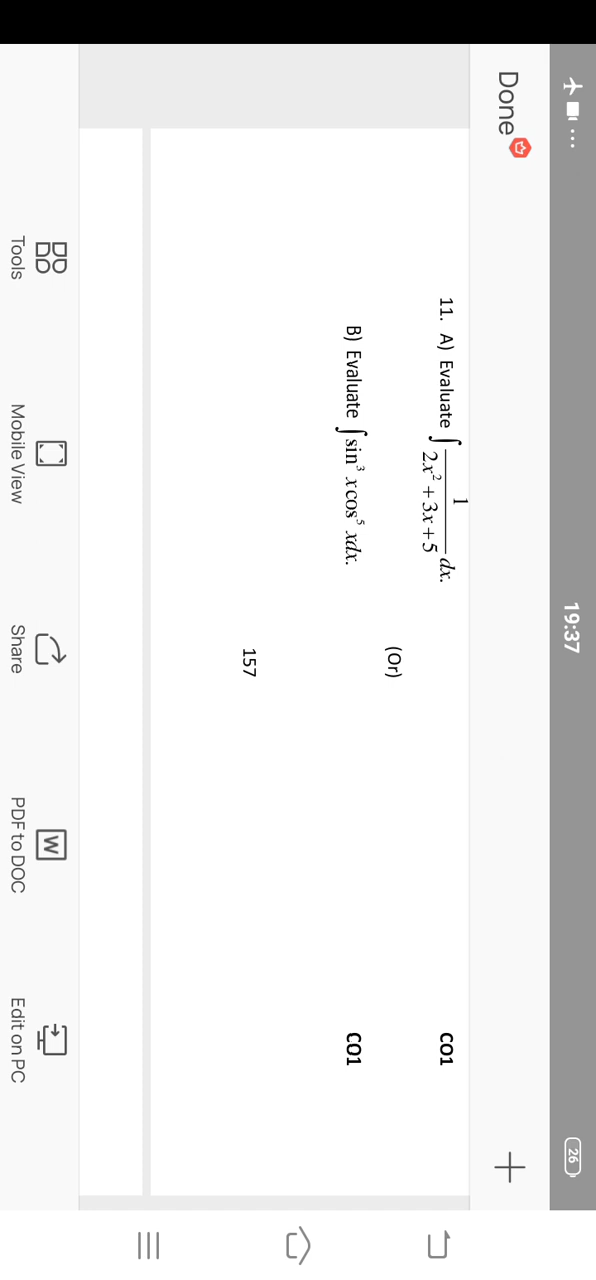 19:37
26
Done
11. A) Evaluate ∫ 1/(2x² + 3x + 5) dx. CO1
(Or)
B) Evaluate ∫ sin³ x cos⁵ xdx. CO1
157
Tools
Mobile View
Share
W
PDF to DOC
Edit on PC